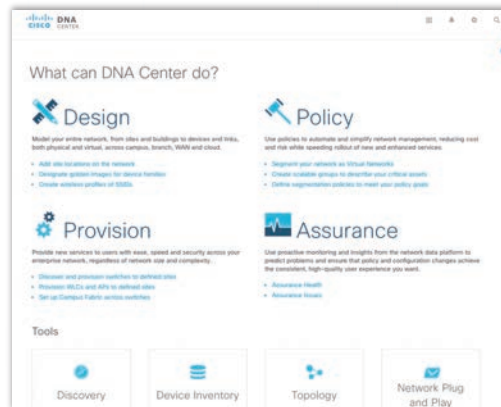 CISCO DNA CENTER
What can DNA Center do?
Design
Model your entire network, from sites and buildings to devices and links,
both physical and virtual, across campus, branch, WAN and cloud.
Add site locations on the network
Designate golden images for device families
Create wireless profiles of SSIDs
Policy
Use policies to automate and simplify network management, reducing cost
and risk while speeding rollout of new and enhanced services.
Segment your network as Virtual Networks
Create scalable groups to describe your critical assets
Define segmentation policies to meet your policy goals
Provision
Provide new services to users with ease, speed and security across your
enterprise network, regardless of network size and complexity.
Discover and provision switches to defined sites
Provision WLCs and APs to defined sites
Set up Campus Fabric across switches
Assurance
Use proactive monitoring and insights from the network data platform to
predict problems and ensure that policy and configuration changes achieve
the consistent, high-quality user experience you want.
Assurance Health
Assurance Issues
Tools
Discovery
Device Inventory
Topology
Network Plug
and Play